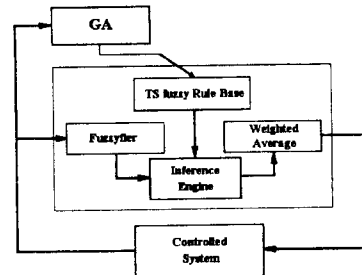 GA
TS fuzzy Rule Base
Fuzzyfier
Weighted
Average
Inference
Engine
Controlled
System